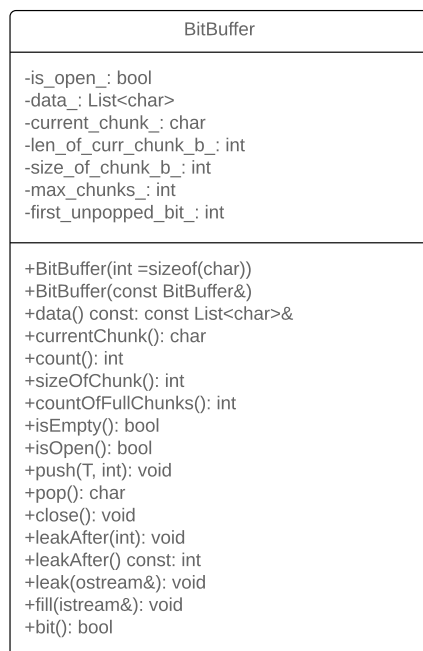 BitBuffer
-is_open_: bool
-data_: List<char>
-current_chunk_: char
-len_of_curr_chunk_b_: int
-size_of_chunk_b_: int
-max_chunks_: int
-first_unpopped_bit_: int
+BitBuffer(int =sizeof(char))
+BitBuffer(const BitBuffer&)
+data() const: const List<char>&
+currentChunk(): char
+count(): int
+sizeOfChunk(): int
+countOfFullChunks(): int
+isEmpty(): bool
+isOpen(): bool
+push(T, int): void
+pop(): char
+close(): void
+leakAfter(int): void
+leakAfter() const: int
+leak(ostream&): void
+fill(istream&): void
+bit(): bool